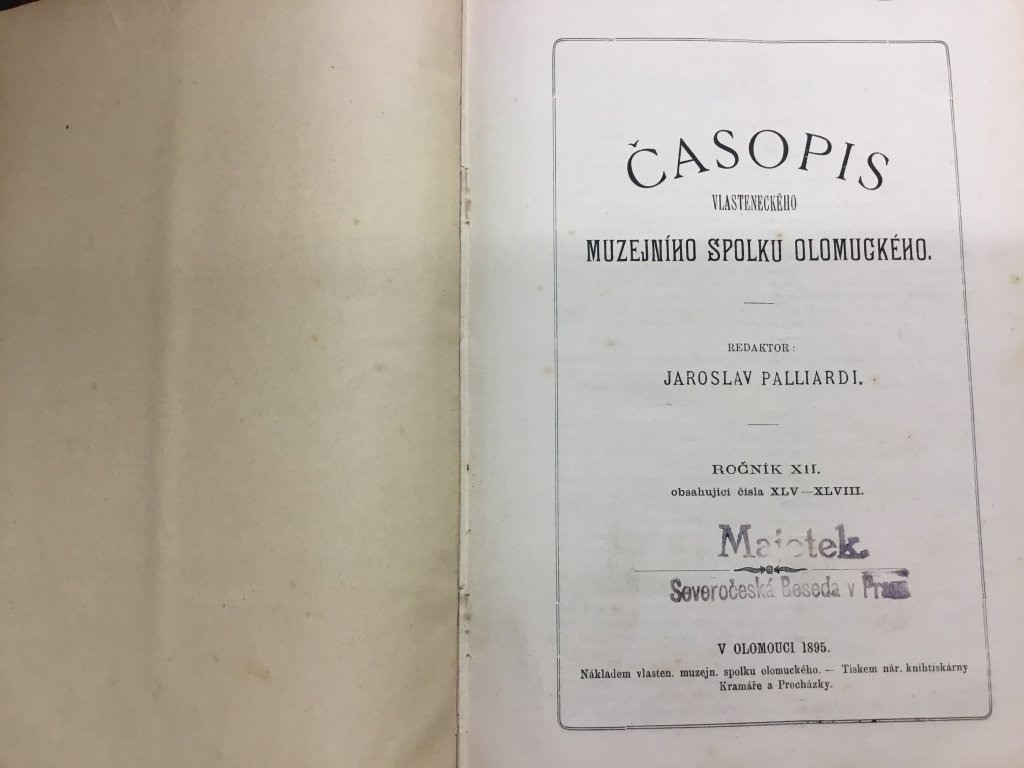 ČASOPIS
VLASTENECKÉHO
MUZEJNÍHO SPOLKU OLOMUCKÉHO.
REDAKTOR:
JAROSLAV PALLIARDI.
ROČNÍK XII.
obsahující čísla XLV—XLVIII.
Majetek
Severočeská Beseda v Praze
V OLOMOUCI 1895.
Nákladem vlasten. muzejn. spolku olomuckého. — Tiskem nár. knihtiskárny
Kramáře a Procházky.